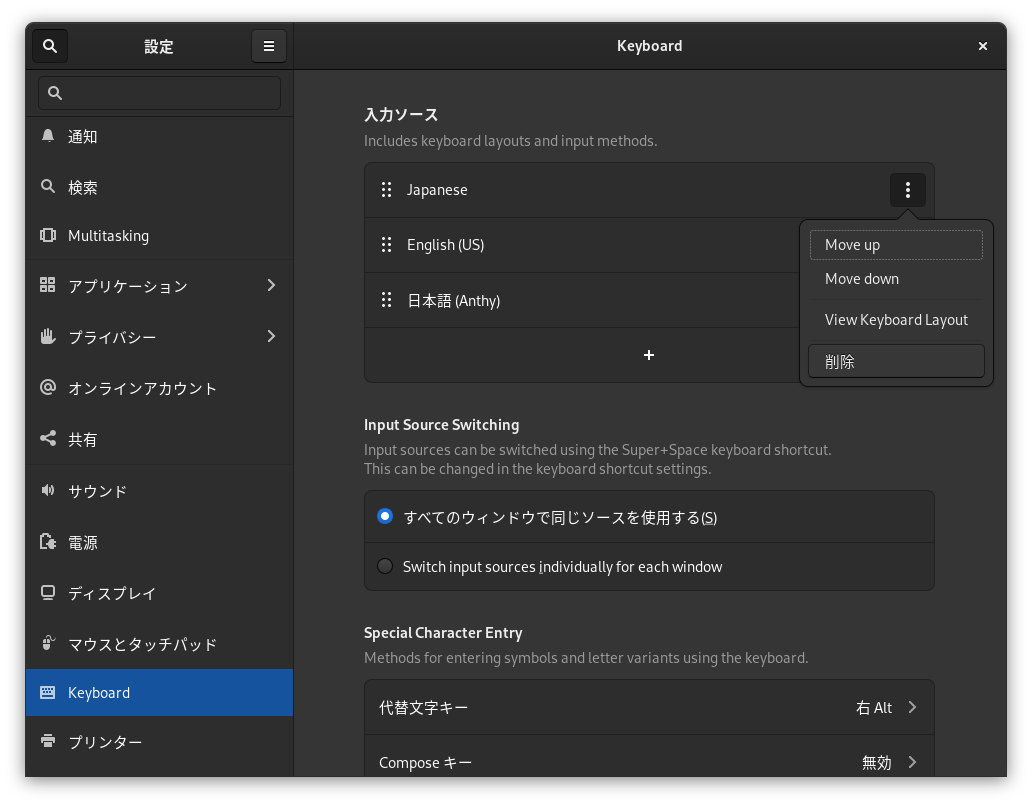 設定
Keyboard
通知
検索
Multitasking
アプリケーション
プライバシー
オンラインアカウント
共有
サウンド
電源
ディスプレイ
マウスとタッチパッド
Keyboard
プリンター
入力ソース
Includes keyboard layouts and input methods.
Japanese
English (US)
日本語 (Anthy)
+
Move up
Move down
View Keyboard Layout
削除
Input Source Switching
Input sources can be switched using the Super+Space keyboard shortcut.
This can be changed in the keyboard shortcut settings.
すべてのウィンドウで同じソースを使用する(S)
Switch input sources individually for each window
Special Character Entry
Methods for entering symbols and letter variants using the keyboard.
代替文字キー 右 Alt
Compose キー 無効